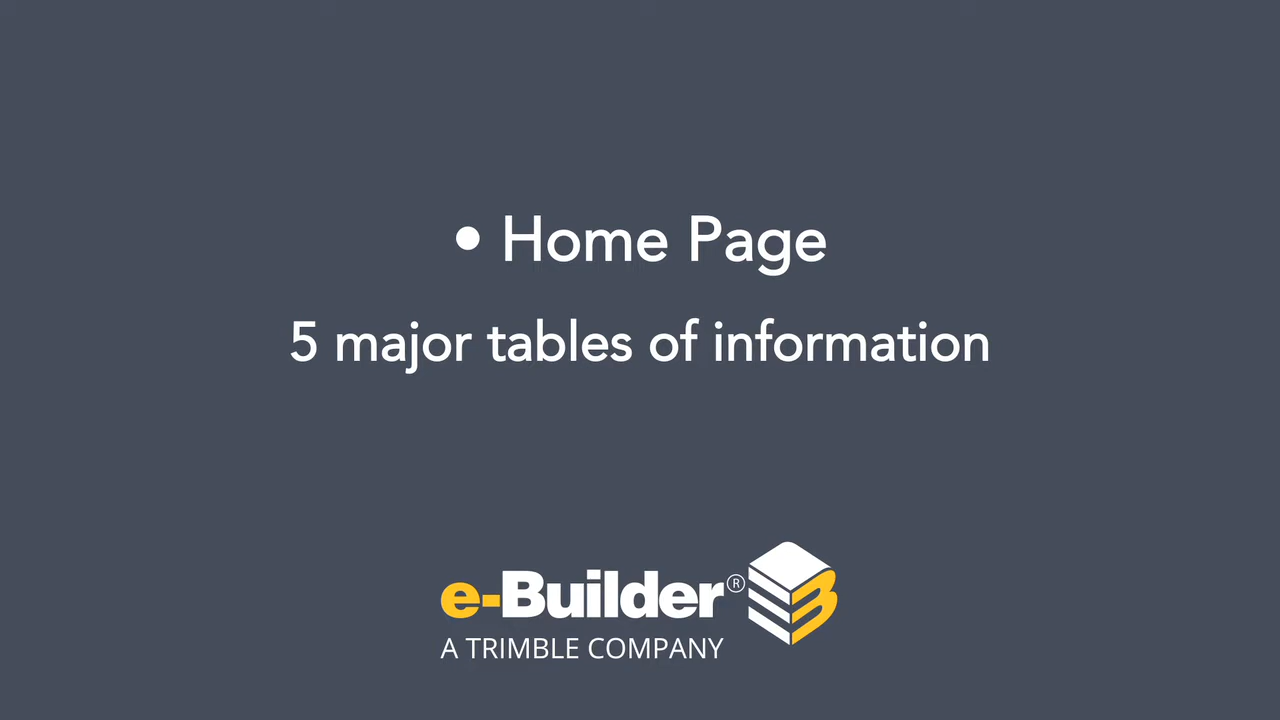 • Home Page
5 major tables of information
e-Builder®
A TRIMBLE COMPANY